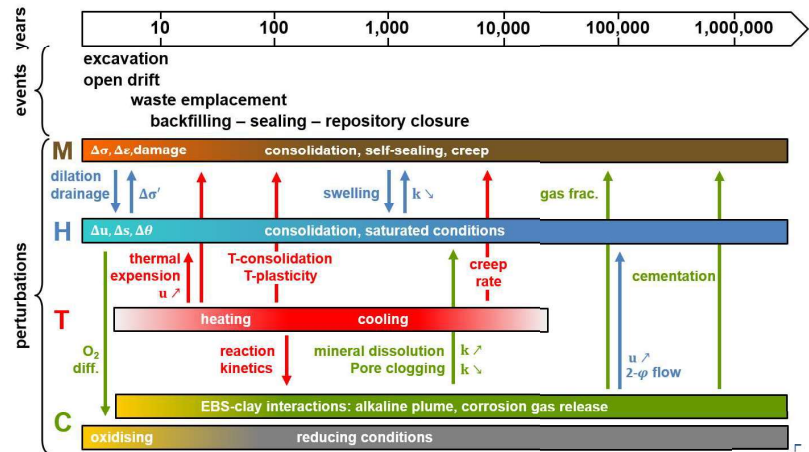 years
10 100 1,000 10,000 100,000 1,000,000
events
excavation
open drift
waste emplacement
backfilling – sealing – repository closure
perturbations
M
Δσ, Δε,damage consolidation, self-sealing, creep
dilation
drainage
Δσ′
swelling
k ↘
gas frac.
H
Δu, Δs, Δθ consolidation, saturated conditions
thermal
expension
u ↗
T-consolidation
T-plasticity
creep
rate
cementation
T
heating cooling
O₂
diff.
reaction
kinetics
mineral dissolution k ↗
Pore clogging k ↘
u ↗
2-φ flow
C
EBS-clay interactions: alkaline plume, corrosion gas release
oxidising reducing conditions